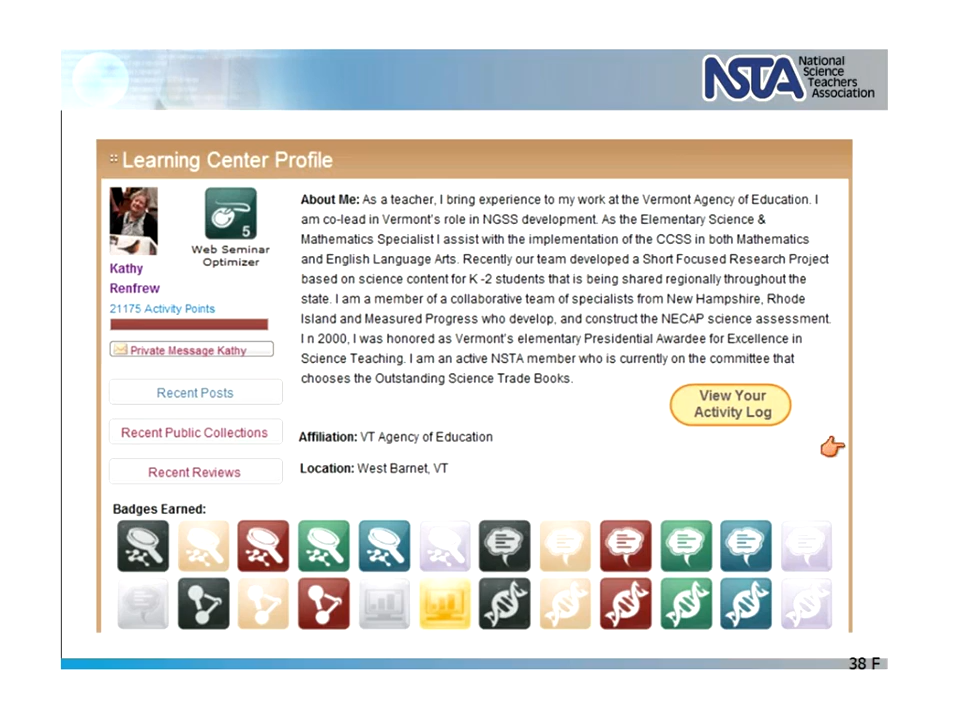 NSTA National
Science
Teachers
Association
Learning Center Profile
5
Web Seminar
Optimizer
Kathy
Renfrew
21175 Activity Points
Private Message Kathy
Recent Posts
Recent Public Collections
Recent Reviews
About Me: As a teacher, I bring experience to my work at the Vermont Agency of Education. I
am co-lead in Vermont's role in NGSS development. As the Elementary Science &
Mathematics Specialist I assist with the implementation of the CCSS in both Mathematics
and English Language Arts. Recently our team developed a Short Focused Research Project
based on science content for K -2 students that is being shared regionally throughout the
state. I am a member of a collaborative team of specialists from New Hampshire, Rhode
Island and Measured Progress who develop, and construct the NECAP science assessment.
I n 2000, I was honored as Vermont's elementary Presidential Awardee for Excellence in
Science Teaching. I am an active NSTA member who is currently on the committee that
chooses the Outstanding Science Trade Books.
View Your
Activity Log
Affiliation: VT Agency of Education
Location: West Barnet, VT
Badges Earned:
38 F